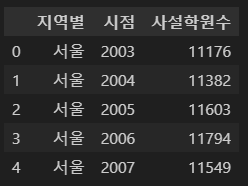 지역별 시점 사설학원수
0 서울 2003 11176
1 서울 2004 11382
2 서울 2005 11603
3 서울 2006 11794
4 서울 2007 11549